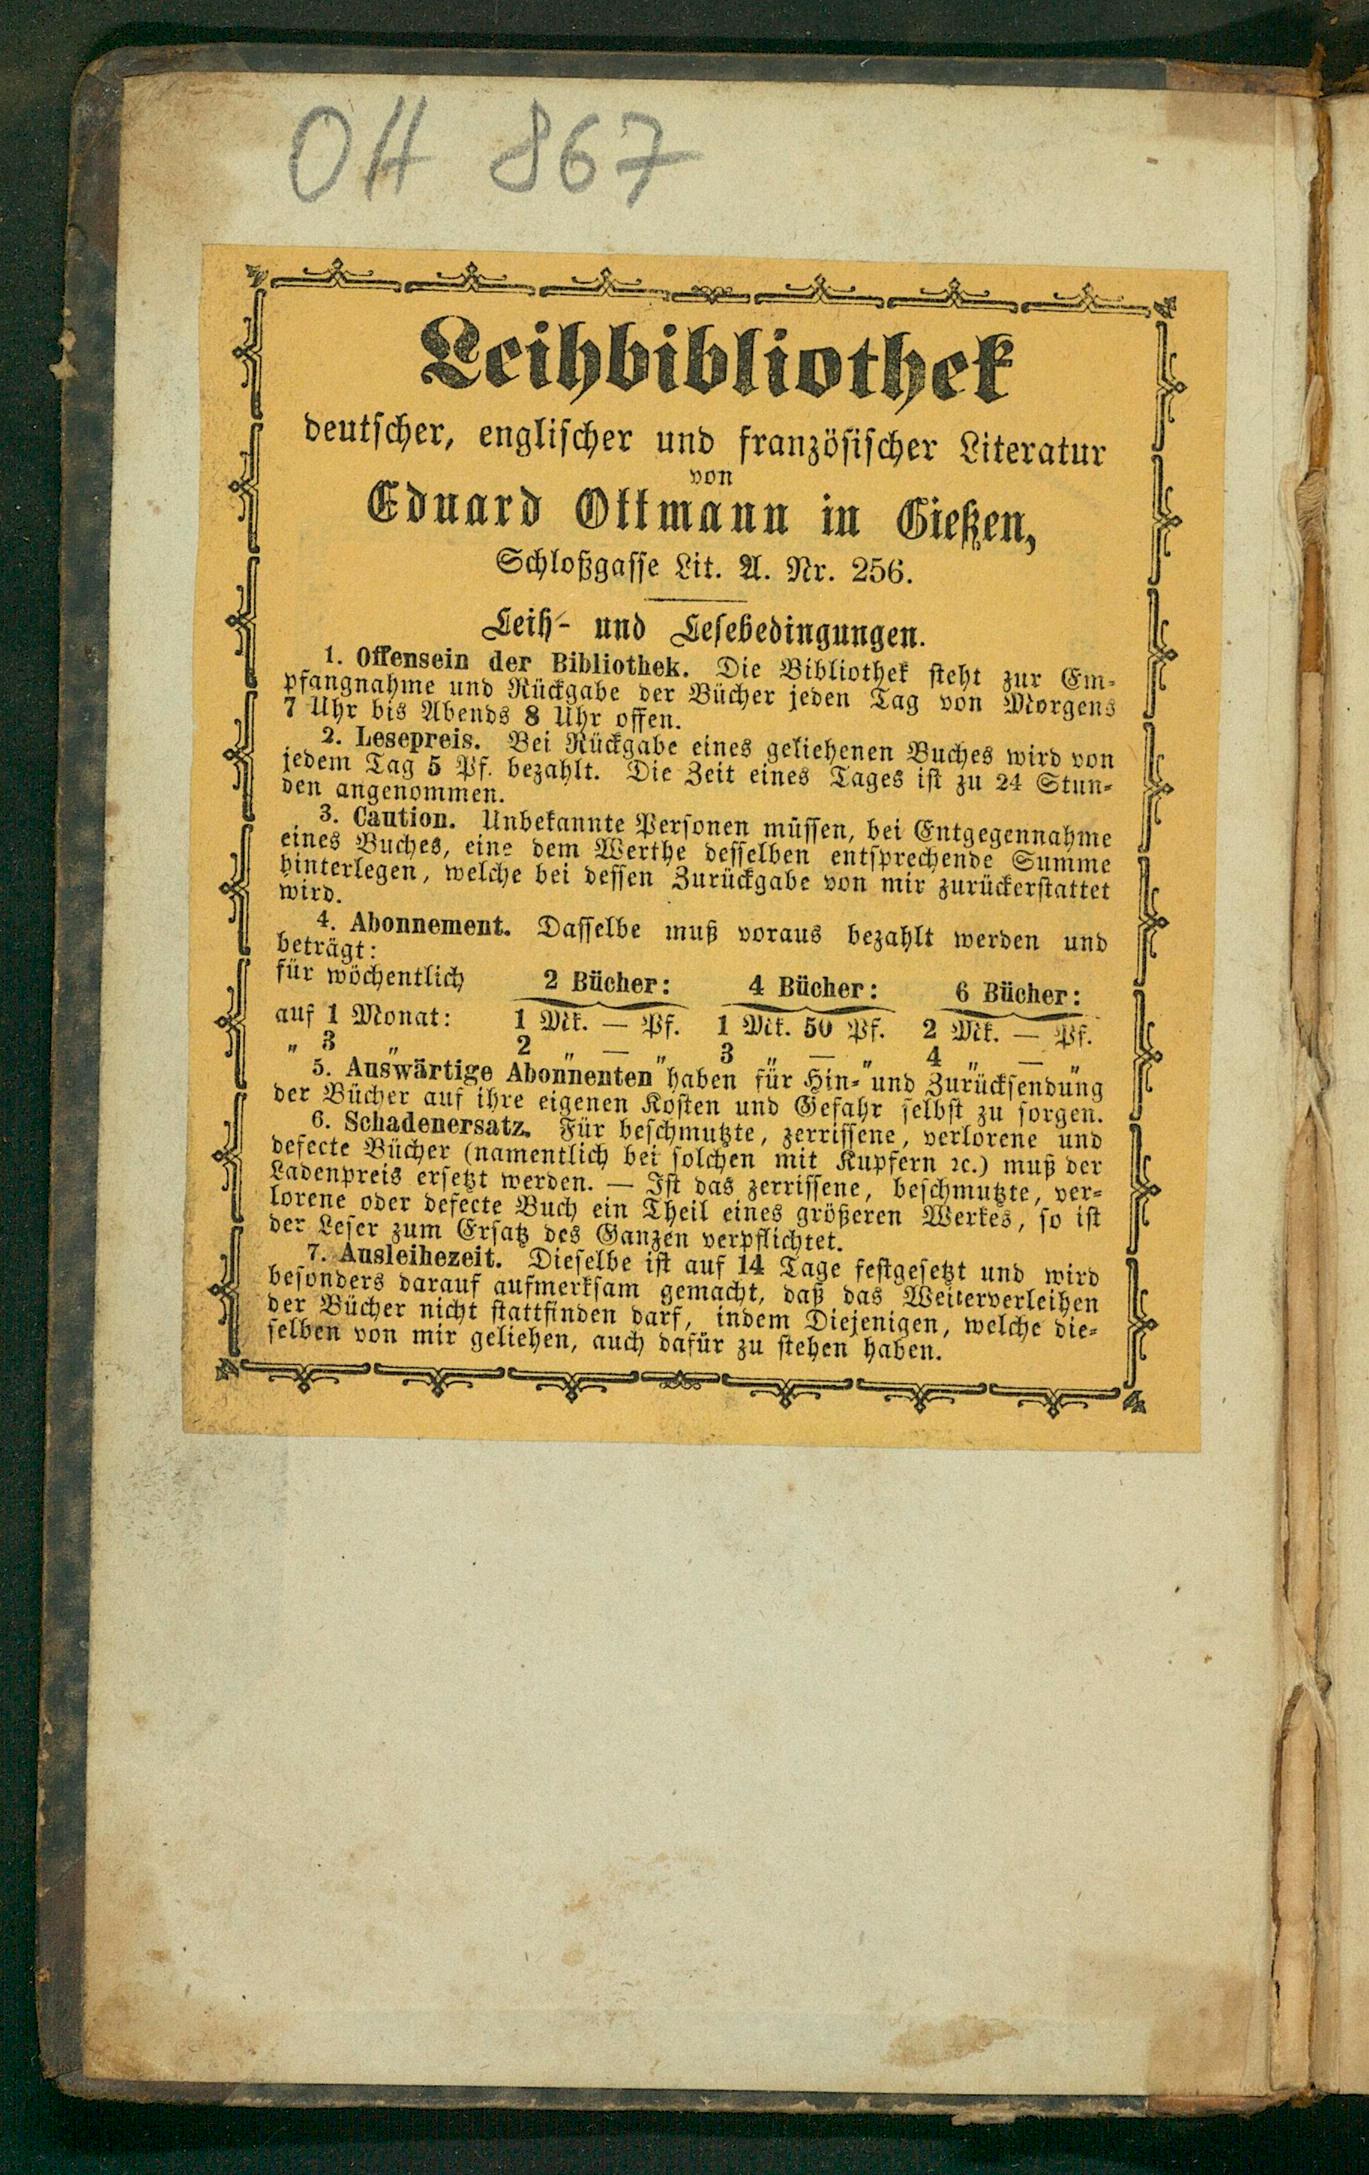 OH 867
Leihbibliothek
deutscher, englischer und französischer Literatur
von
Eduard Ottmann in Gießen,
Schloßgasse Lit. A. Nr. 256.
Leih- und Lesebedingungen.
1. Offensein der Bibliothek. Die Bibliothek steht zur Em-
pfangnahme und Rückgabe der Bücher jeden Tag von Morgens
7 Uhr bis Abends 8 Uhr offen.
2. Lesepreis. Bei Rückgabe eines geliehenen Buches wird von
jedem Tag 5 Pf. bezahlt. Die Zeit eines Tages ist zu 24 Stun-
den angenommen.
3. Caution. Unbekannte Personen müssen, bei Entgegennahme
eines Buches, eine dem Werthe desselben entsprechende Summe
hinterlegen, welche bei dessen Zurückgabe von mir zurückerstattet
wird.
4. Abonnement. Dasselbe muß voraus bezahlt werden und
beträgt:
für wöchentlich 2 Bücher: 4 Bücher: 6 Bücher:
auf 1 Monat: 1 Mk. — Pf. 1 Mk. 50 Pf. 2 Mk. — Pf.
„ 3 „ 2 „ — „ 3 „ — „ 4 „ — „
5. Auswärtige Abonnenten haben für Hin- und Zurücksendung
der Bücher auf ihre eigenen Kosten und Gefahr selbst zu sorgen.
6. Schadenersatz. Für beschmutzte, zerrissene, verlorene und
defecte Bücher (namentlich bei solchen mit Kupfern ꝛc.) muß der
Ladenpreis ersetzt werden. — Ist das zerrissene, beschmutzte, ver-
lorene oder defecte Buch ein Theil eines größeren Werkes, so ist
der Leser zum Ersatz des Ganzen verpflichtet.
7. Ausleihezeit. Dieselbe ist auf 14 Tage festgesetzt und wird
besonders darauf aufmerksam gemacht, daß das Weiterverleihen
der Bücher nicht stattfinden darf, indem Diejenigen, welche die-
selben von mir geliehen, auch dafür zu stehen haben.